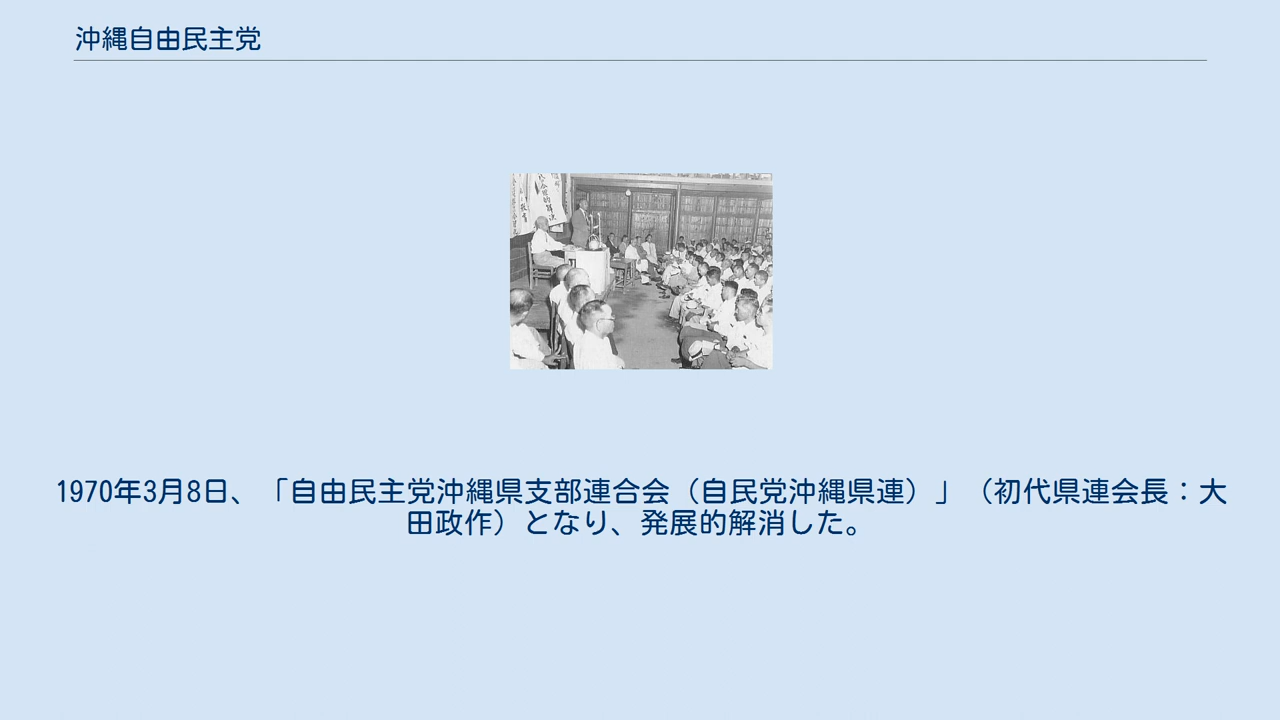 沖縄自由民主党
1970年3月8日、「自由民主党沖縄県支部連合会（自民党沖縄県連）」（初代県連会長：大
田政作）となり、発展的解消した。